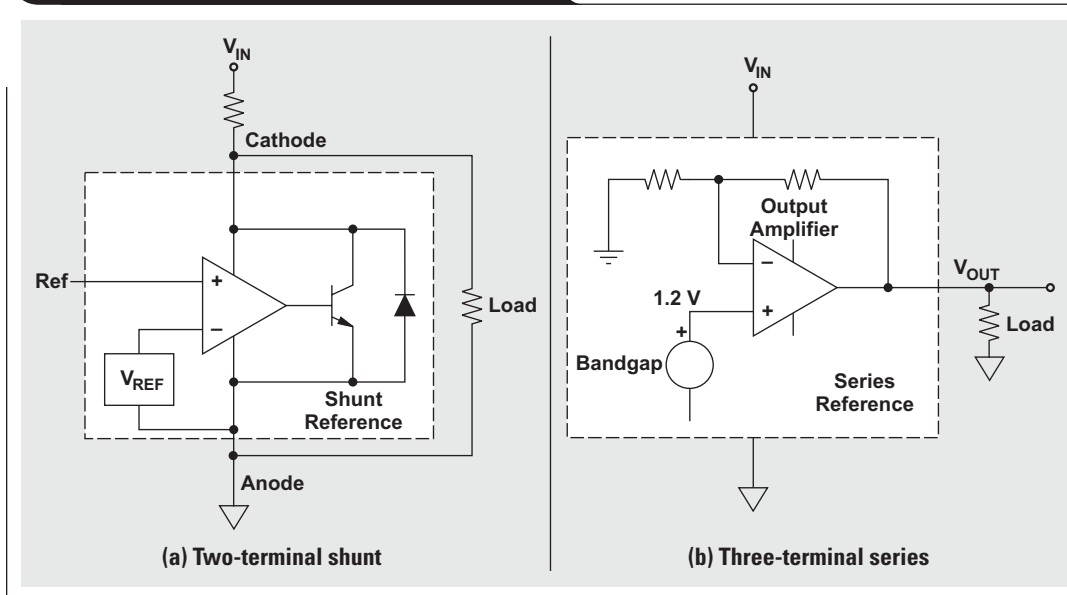 V_IN
Cathode
Ref
+
−
V_REF
Load
Shunt
Reference
Anode
(a) Two-terminal shunt
V_IN
Output
Amplifier
−
1.2 V
+
+
Bandgap
V_OUT
Load
Series
Reference
(b) Three-terminal series